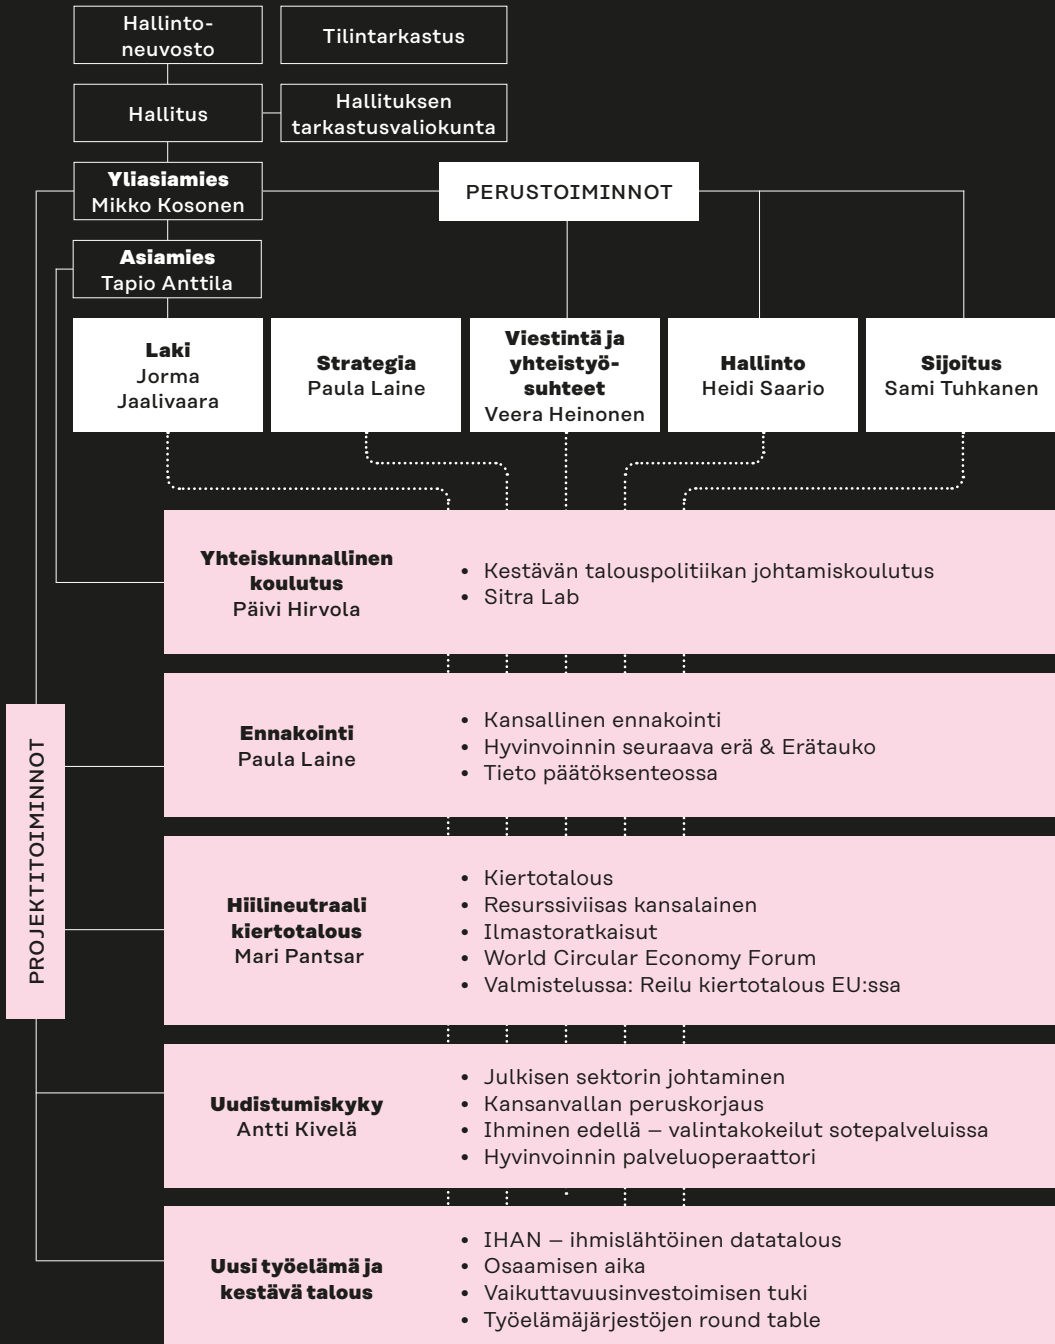 Hallinto-
neuvosto
Tilintarkastus
Hallitus
Hallituksen
tarkastusvaliokunta
Yliasiamies
Mikko Kosonen
PERUSTOIMINNOT
Asiamies
Tapio Anttila
Laki
Jorma
Jaalivaara
Strategia
Paula Laine
Viestintä ja
yhteistyö-
suhteet
Veera Heinonen
Hallinto
Heidi Saario
Sijoitus
Sami Tuhkanen
Yhteiskunnallinen
koulutus
Päivi Hirvola
• Kestävän talouspolitiikan johtamiskoulutus
• Sitra Lab
PROJEKTITOIMINNOT
Ennakointi
Paula Laine
• Kansallinen ennakointi
• Hyvinvoinnin seuraava erä & Erätauko
• Tieto päätöksenteossa
Hiilineutraali
kiertotalous
Mari Pantsar
• Kiertotalous
• Resurssiviisas kansalainen
• Ilmastoratkaisut
• World Circular Economy Forum
• Valmistelussa: Reilu kiertotalous EU:ssa
Uudistumiskyky
Antti Kivelä
• Julkisen sektorin johtaminen
• Kansanvallan peruskorjaus
• Ihminen edellä – valintakokeilut sotepalveluissa
• Hyvinvoinnin palveluoperaattori
Uusi työelämä ja
kestävä talous
• IHAN – ihmislähtöinen datatalous
• Osaamisen aika
• Vaikuttavuusinvestoimisen tuki
• Työelämäjärjestöjen round table